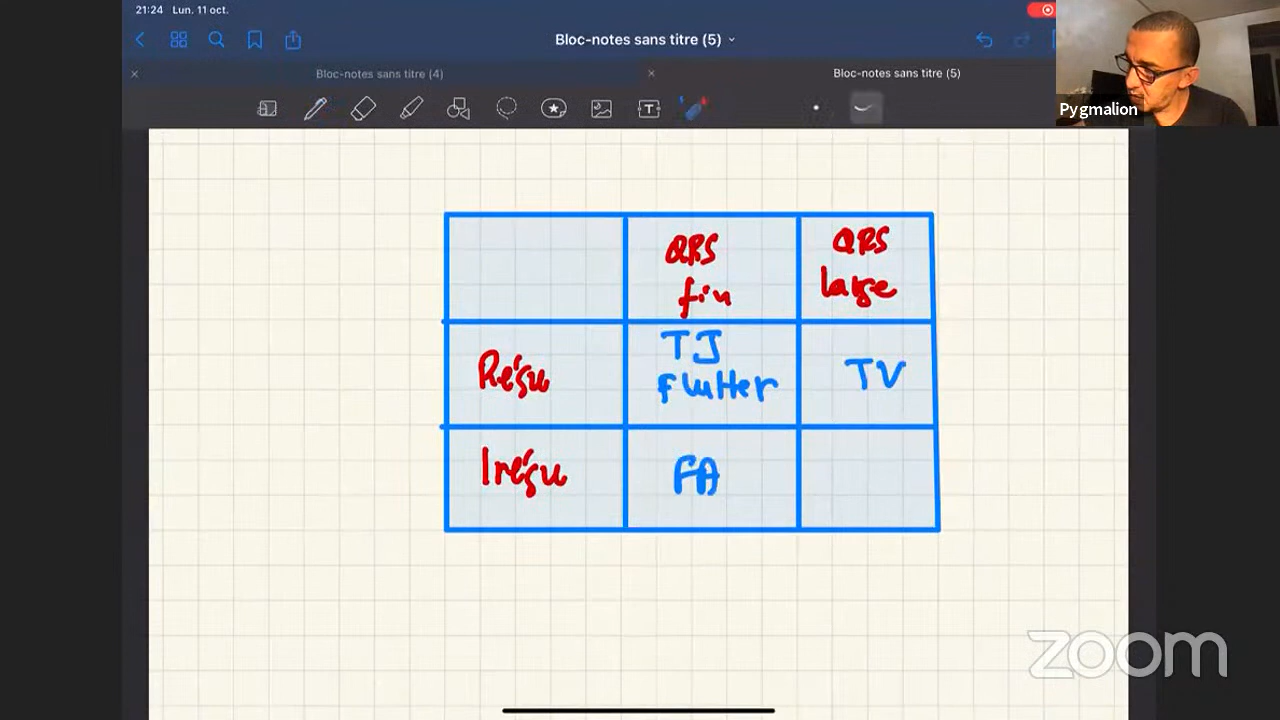 21:24 Lun. 11 oct.
Bloc-notes sans titre (5)
Bloc-notes sans titre (4)
Bloc-notes sans titre (5)
T
Pygmalion
QRS fin
QRS large
Régu
TJ
flutter
TV
Irégu
FA
zoom